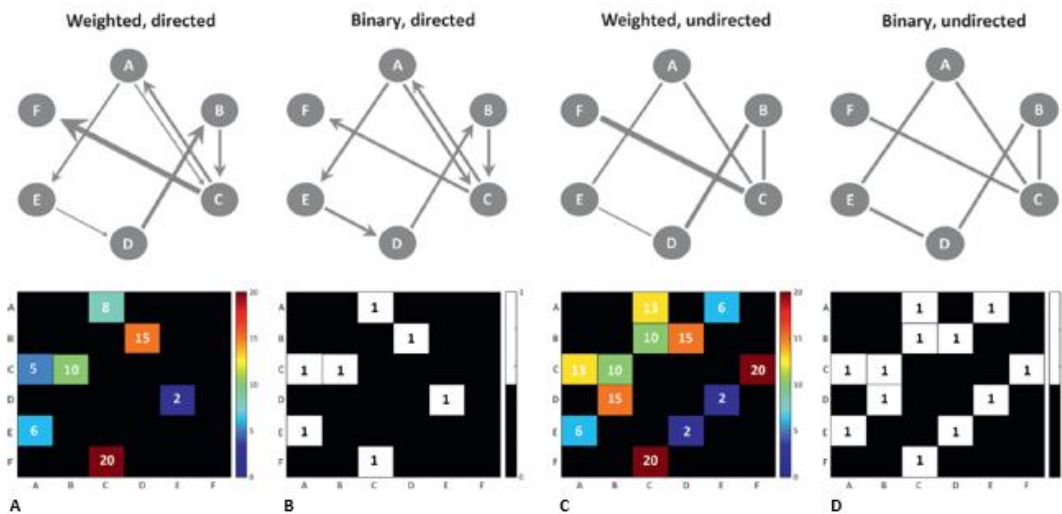 Weighted, directed
Binary, directed
Weighted, undirected
Binary, undirected
A
B
F
E
C
D
A
B
F
E
C
D
A
B
F
E
C
D
A
B
F
E
C
D
A 8 20
B 15 15
C 5 10
D 2 10
E 6 5
F 20 0
A B C D E F
A
A 1 1
B 1
C 1 1
D 1
E 1
F 1 0
A B C D E F
B
A 13 6 20
B 10 15 15
C 13 10 20
D 15 2 10
E 6 2 5
F 20 0
A B C D E F
C
A 1 1
B 1 1
C 1 1 1
D 1 1
E 1 1
F 1
A B C D E F
D